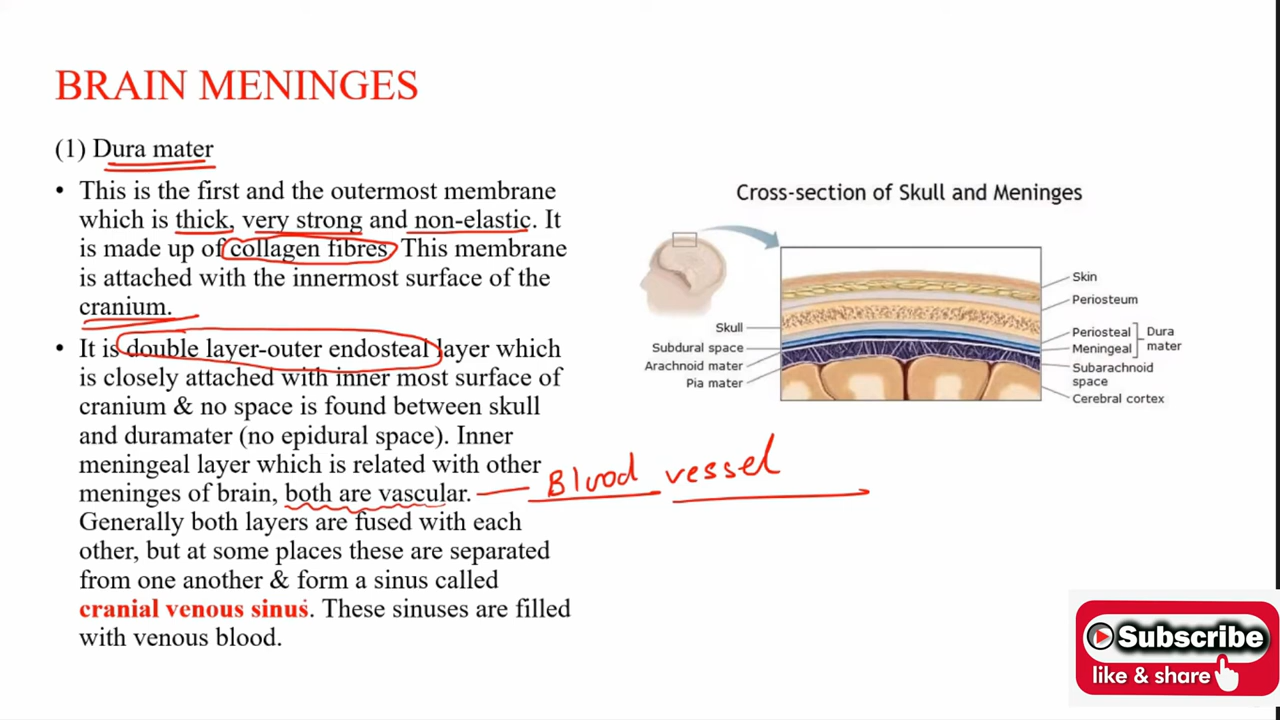 BRAIN MENINGES
(1) Dura mater
• This is the first and the outermost membrane
which is thick, very strong and non-elastic. It
is made up of collagen fibres. This membrane
is attached with the innermost surface of the
cranium.
• It is double layer-outer endosteal layer which
is closely attached with inner most surface of
cranium & no space is found between skull
and duramater (no epidural space). Inner
meningeal layer which is related with other
meninges of brain, both are vascular.
Generally both layers are fused with each
other, but at some places these are separated
from one another & form a sinus called
cranial venous sinus. These sinuses are filled
with venous blood.
Blood vessel
Cross-section of Skull and Meninges
Skull
Subdural space
Arachnoid mater
Pia mater
Skin
Periosteum
Periosteal
Meningeal
Dura
mater
Subarachnoid
space
Cerebral cortex
Subscribe
like & share